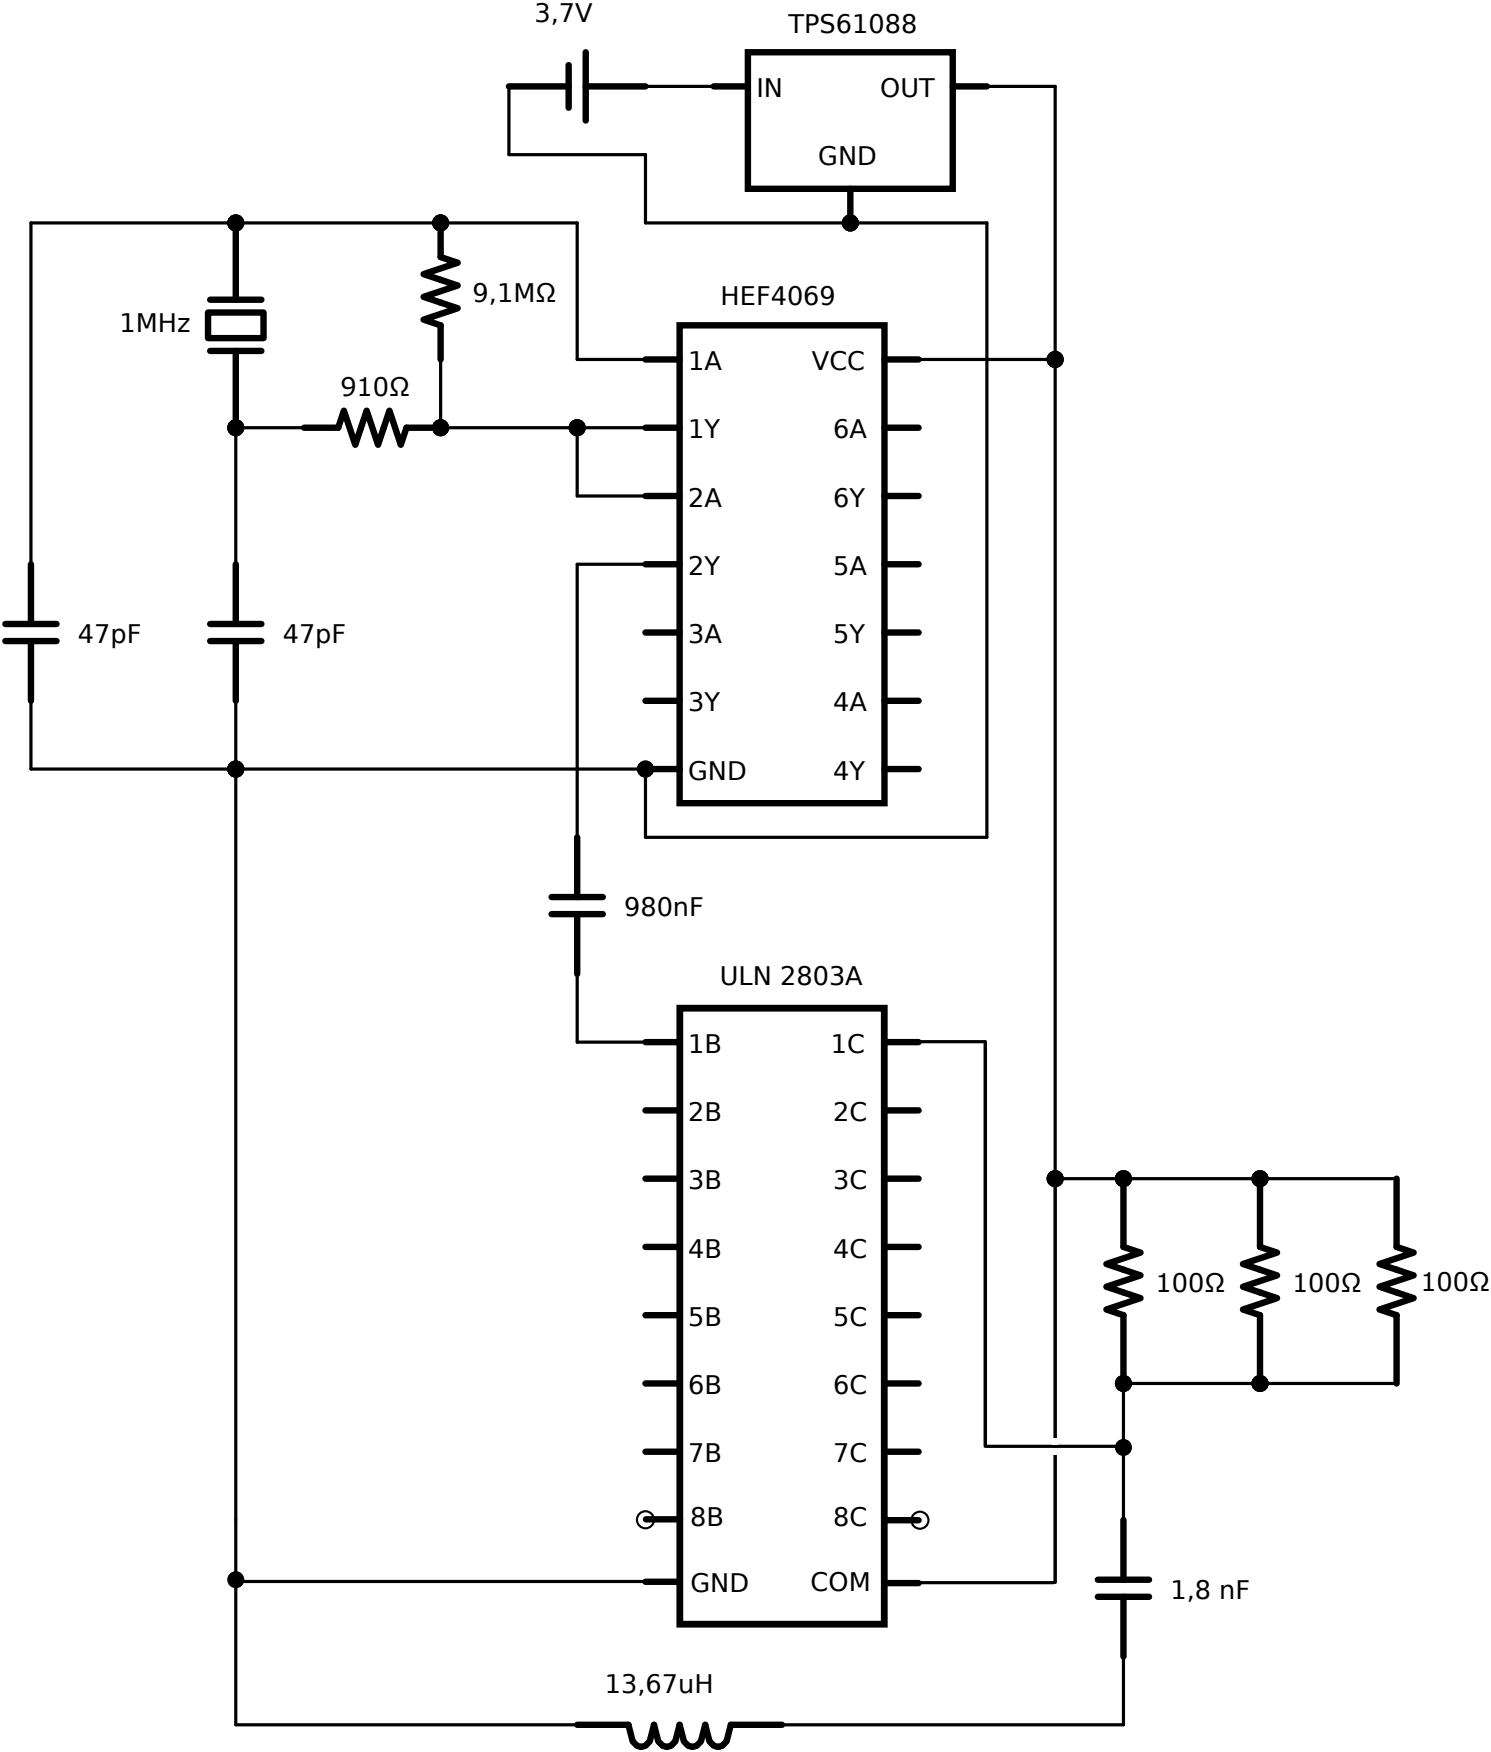 3,7V
TPS61088
IN
OUT
GND
9,1MΩ
HEF4069
1MHz
1A
VCC
910Ω
1Y
6A
2A
6Y
2Y
5A
47pF
47pF
3A
5Y
3Y
4A
GND
4Y
980nF
ULN 2803A
1B
1C
2B
2C
3B
3C
4B
4C
100Ω
100Ω
100Ω
5B
5C
6B
6C
7B
7C
8B
8C
GND
COM
1,8 nF
13,67uH